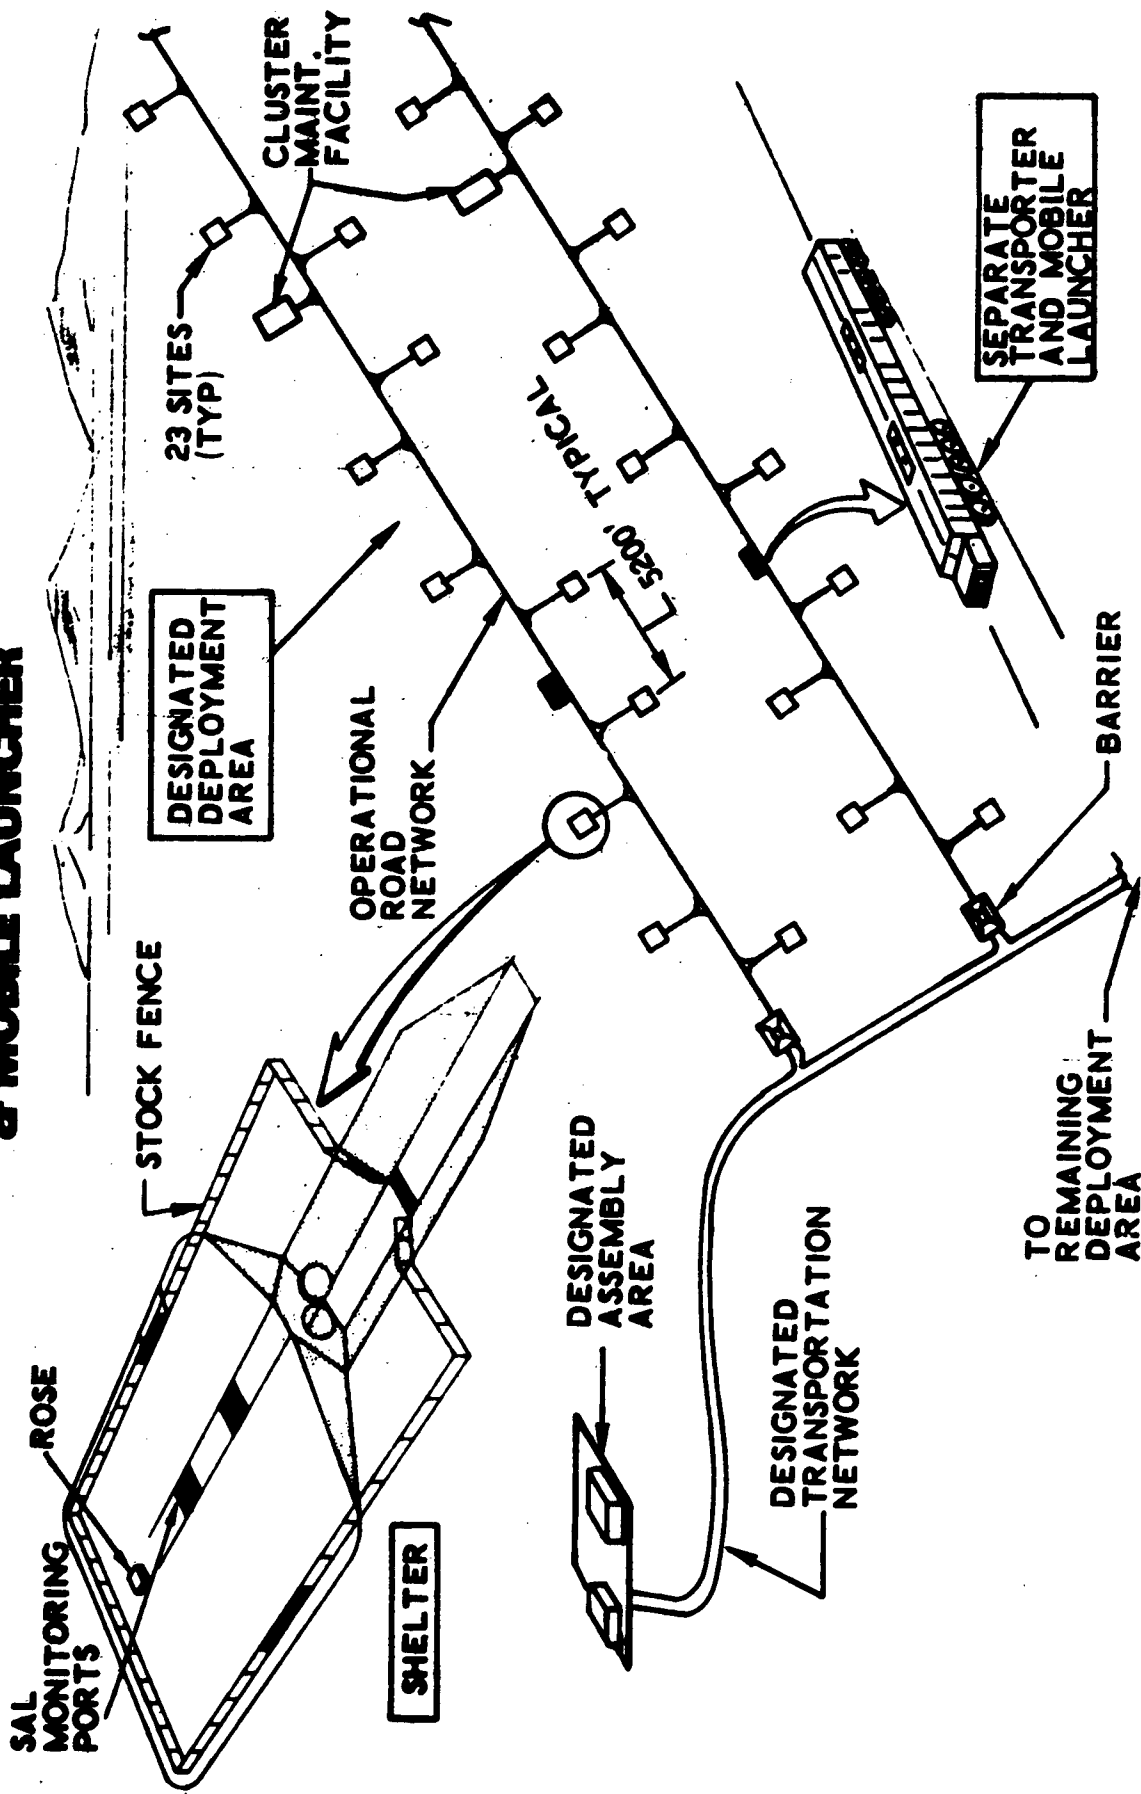 & MOBILE LAUNCHER
SAL
MONITORING
PORTS
ROSE
STOCK FENCE
SHELTER
DESIGNATED
DEPLOYMENT
AREA
23 SITES
(TYP)
CLUSTER
MAINT.
FACILITY
OPERATIONAL
ROAD
NETWORK
L 5200' TYPICAL
DESIGNATED
ASSEMBLY
AREA
DESIGNATED
TRANSPORTATION
NETWORK
SEPARATE
TRANSPORTER
AND MOBILE
LAUNCHER
BARRIER
TO
REMAINING
DEPLOYMENT
AREA